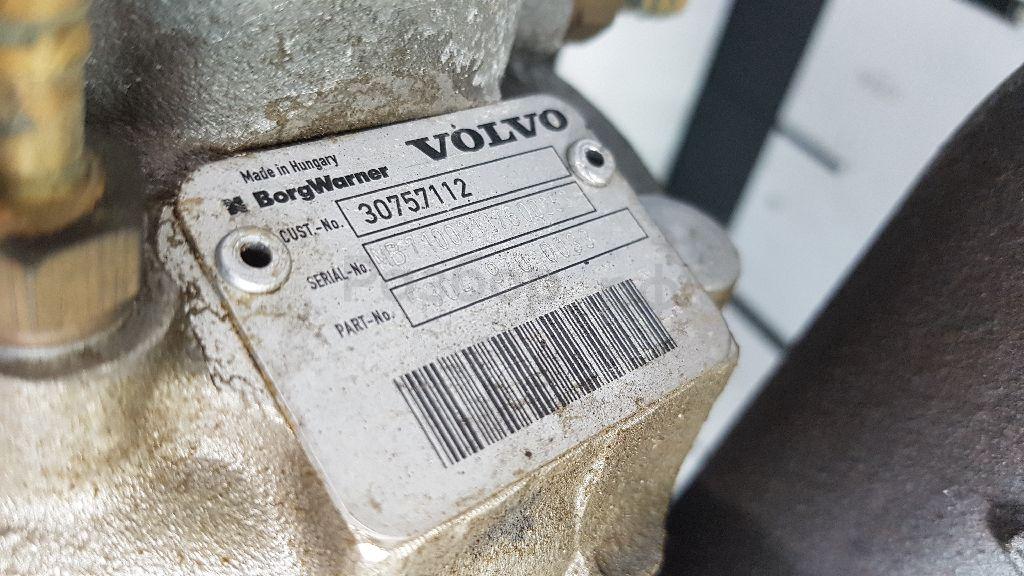 VOLVO
Made in Hungary
BorgWarner
CUST.-No. 30757112
SERIAL-No.
PART-No.